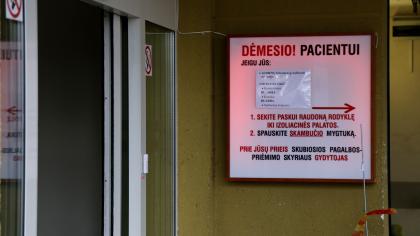 DĖMESIO! PACIENTUI
JEIGU JŪS:
1. SEKITE PASKUI RAUDONĄ RODYKLĘ
IKI IZOLIACINĖS PALATOS.
2. SPAUSKITE SKAMBUČIO MYGTUKĄ.
PRIE JŪSŲ PRIEIS SKUBIOSIOS PAGALBOS-
PRIĖMIMO SKYRIAUS GYDYTOJAS